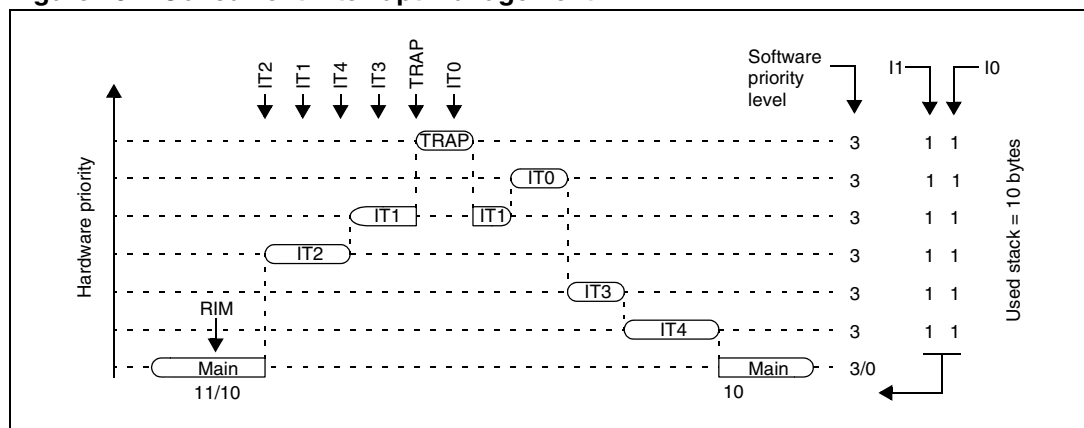 IT2
IT1
IT4
IT3
TRAP
IT0
Software
priority
level
I1
I0
Hardware priority
TRAP
3
1 1
IT0
3
1 1
IT1
IT1
3
1 1
IT2
3
1 1
RIM
IT3
3
1 1
IT4
3
1 1
Main
Main
3/0
11/10
10
Used stack = 10 bytes